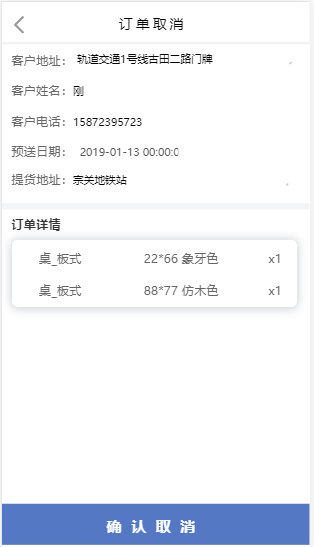 订单取消
客户地址： 轨道交通1号线古田二路门牌
客户姓名：刚
客户电话：15872395723
预送日期： 2019-01-13 00:00:0
提货地址：宗关地铁站
订单详情
桌_板式 22*66 象牙色 x1
桌_板式 88*77 仿木色 x1
确认取消